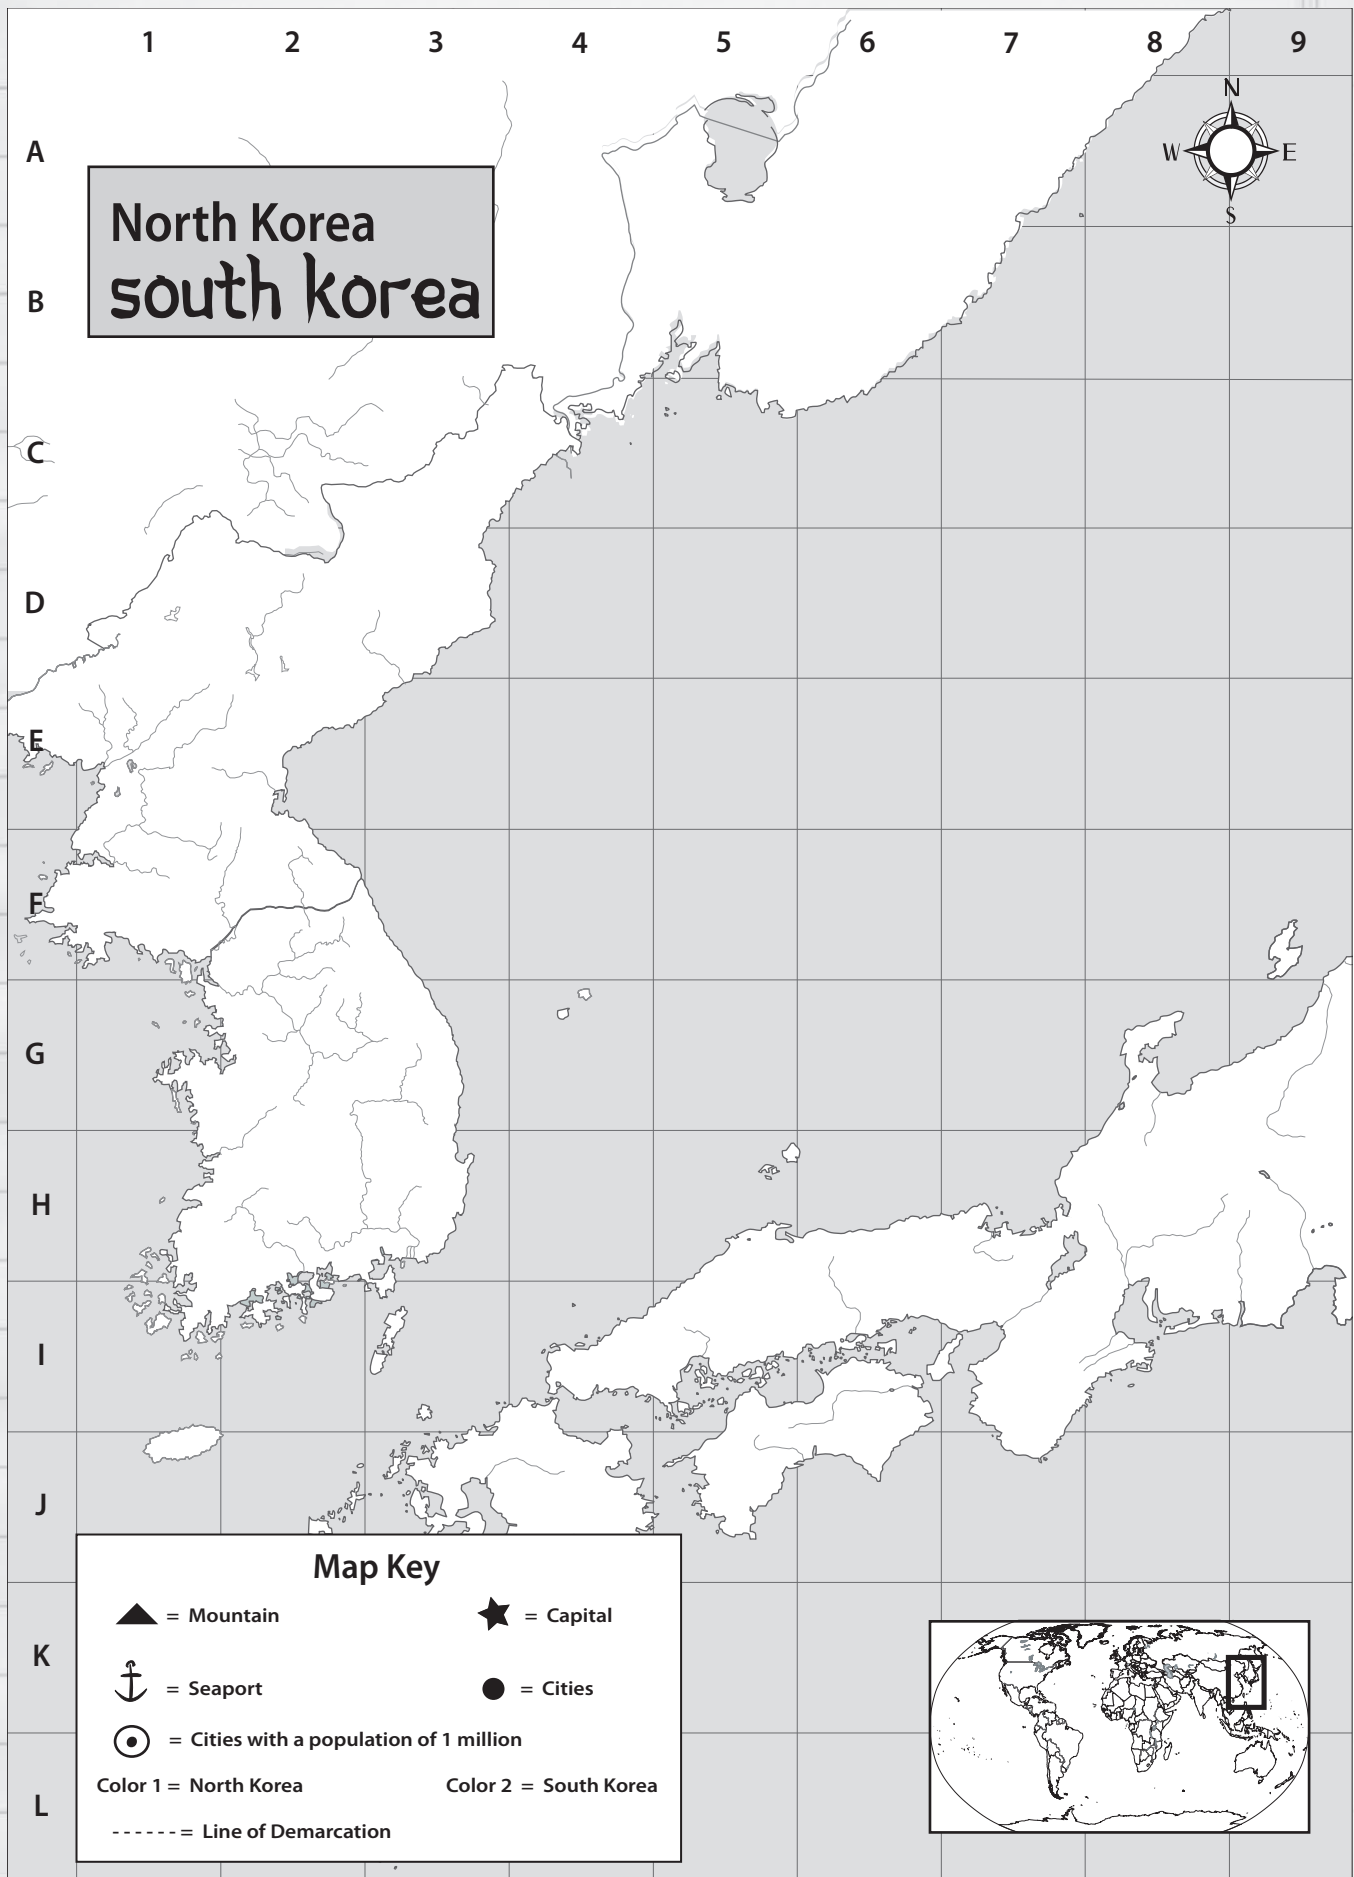 1 2 3 4 5 6 7 8 9
N
W E
S
A
North Korea
south korea
B
C
D
E
F
G
H
I
J
Map Key
= Mountain
= Capital
K
= Seaport
= Cities
= Cities with a population of 1 million
Color 1 = North Korea
Color 2 = South Korea
L
------= Line of Demarcation